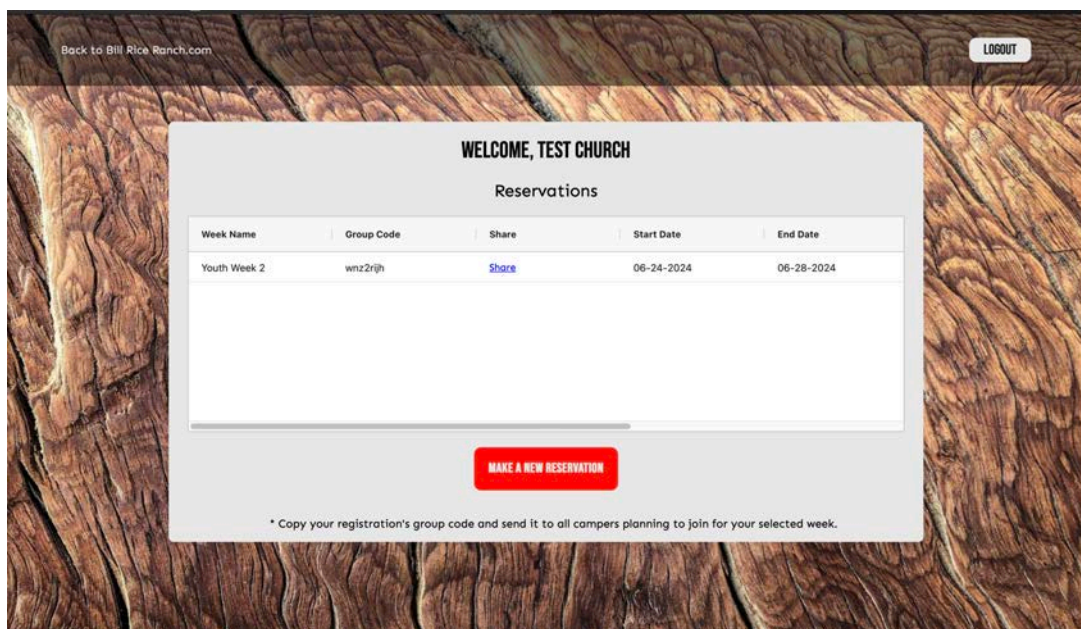 Back to Bill Rice Ranch.com
LOGOUT
WELCOME, TEST CHURCH
Reservations
Week Name Group Code Share Start Date End Date
Youth Week 2 wnz2rijh Share 06-24-2024 06-28-2024
MAKE A NEW RESERVATION
* Copy your registration's group code and send it to all campers planning to join for your selected week.